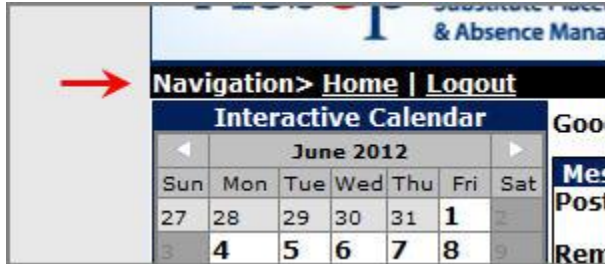 & Absence Mana
Navigation> Home | Logout
Interactive Calendar
Goo
June 2012
Mes
Sun Mon Tue Wed Thu Fri Sat
Post
27 28 29 30 31 1 2
3 4 5 6 7 8 9
Rem